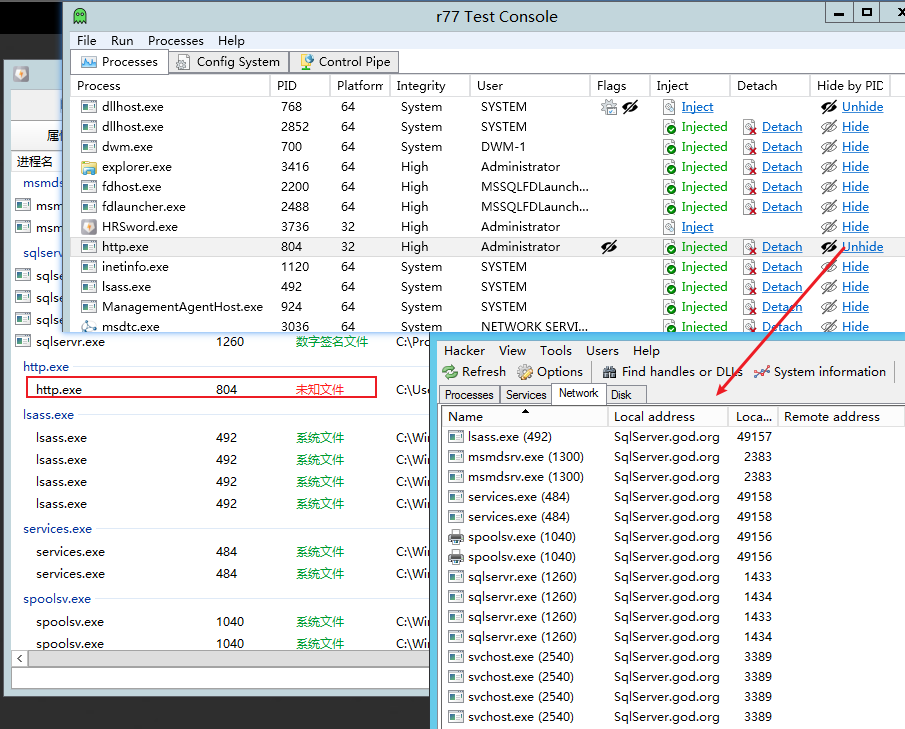 r77 Test Console
File Run Processes Help
Processes Config System Control Pipe
Process PID Platform Integrity User Flags Inject Detach Hide by PID
dllhost.exe 768 64 System SYSTEM Inject Unhide
dllhost.exe 2852 64 System SYSTEM Injected Detach Hide
dwm.exe 700 64 System DWM-1 Injected Detach Hide
explorer.exe 3416 64 High Administrator Injected Detach Hide
fdhost.exe 2200 64 High MSSQLFDLaunch... Injected Detach Hide
fdlauncher.exe 2488 64 High MSSQLFDLaunch... Injected Detach Hide
HRSword.exe 3736 32 High Administrator Inject Hide
http.exe 804 32 High Administrator Injected Detach Unhide
inetinfo.exe 1120 64 System SYSTEM Injected Detach Hide
lsass.exe 492 64 System SYSTEM Injected Detach Hide
ManagementAgentHost.exe 924 64 System SYSTEM Injected Detach Hide
msdtc.exe 3036 64 System NETWORK SERVI... Injected Detach Hide
进程名
msmds
msm
msm
sqlserv
sqls
sqls
sqls
sqlservr.exe 1260 数字签名文件 C:\Pro
http.exe
http.exe 804 未知文件 C:\Use
lsass.exe
lsass.exe 492 系统文件 C:\Win
lsass.exe 492 系统文件 C:\Win
lsass.exe 492 系统文件 C:\Win
lsass.exe 492 系统文件 C:\Win
services.exe
services.exe 484 系统文件 C:\Win
services.exe 484 系统文件 C:\Win
spoolsv.exe
spoolsv.exe 1040 系统文件 C:\Win
spoolsv.exe 1040 系统文件 C:\Win
Hacker View Tools Users Help
Refresh Options Find handles or DLLs System information
Processes Services Network Disk
Name Local address Loca... Remote address
lsass.exe (492) SqlServer.god.org 49157
msmdsrv.exe (1300) SqlServer.god.org 2383
msmdsrv.exe (1300) SqlServer.god.org 2383
services.exe (484) SqlServer.god.org 49158
services.exe (484) SqlServer.god.org 49158
spoolsv.exe (1040) SqlServer.god.org 49156
spoolsv.exe (1040) SqlServer.god.org 49156
sqlservr.exe (1260) SqlServer.god.org 1433
sqlservr.exe (1260) SqlServer.god.org 1434
sqlservr.exe (1260) SqlServer.god.org 1433
sqlservr.exe (1260) SqlServer.god.org 1434
svchost.exe (2540) SqlServer.god.org 3389
svchost.exe (2540) SqlServer.god.org 3389
svchost.exe (2540) SqlServer.god.org 3389
svchost.exe (2540) SqlServer.god.org 3389